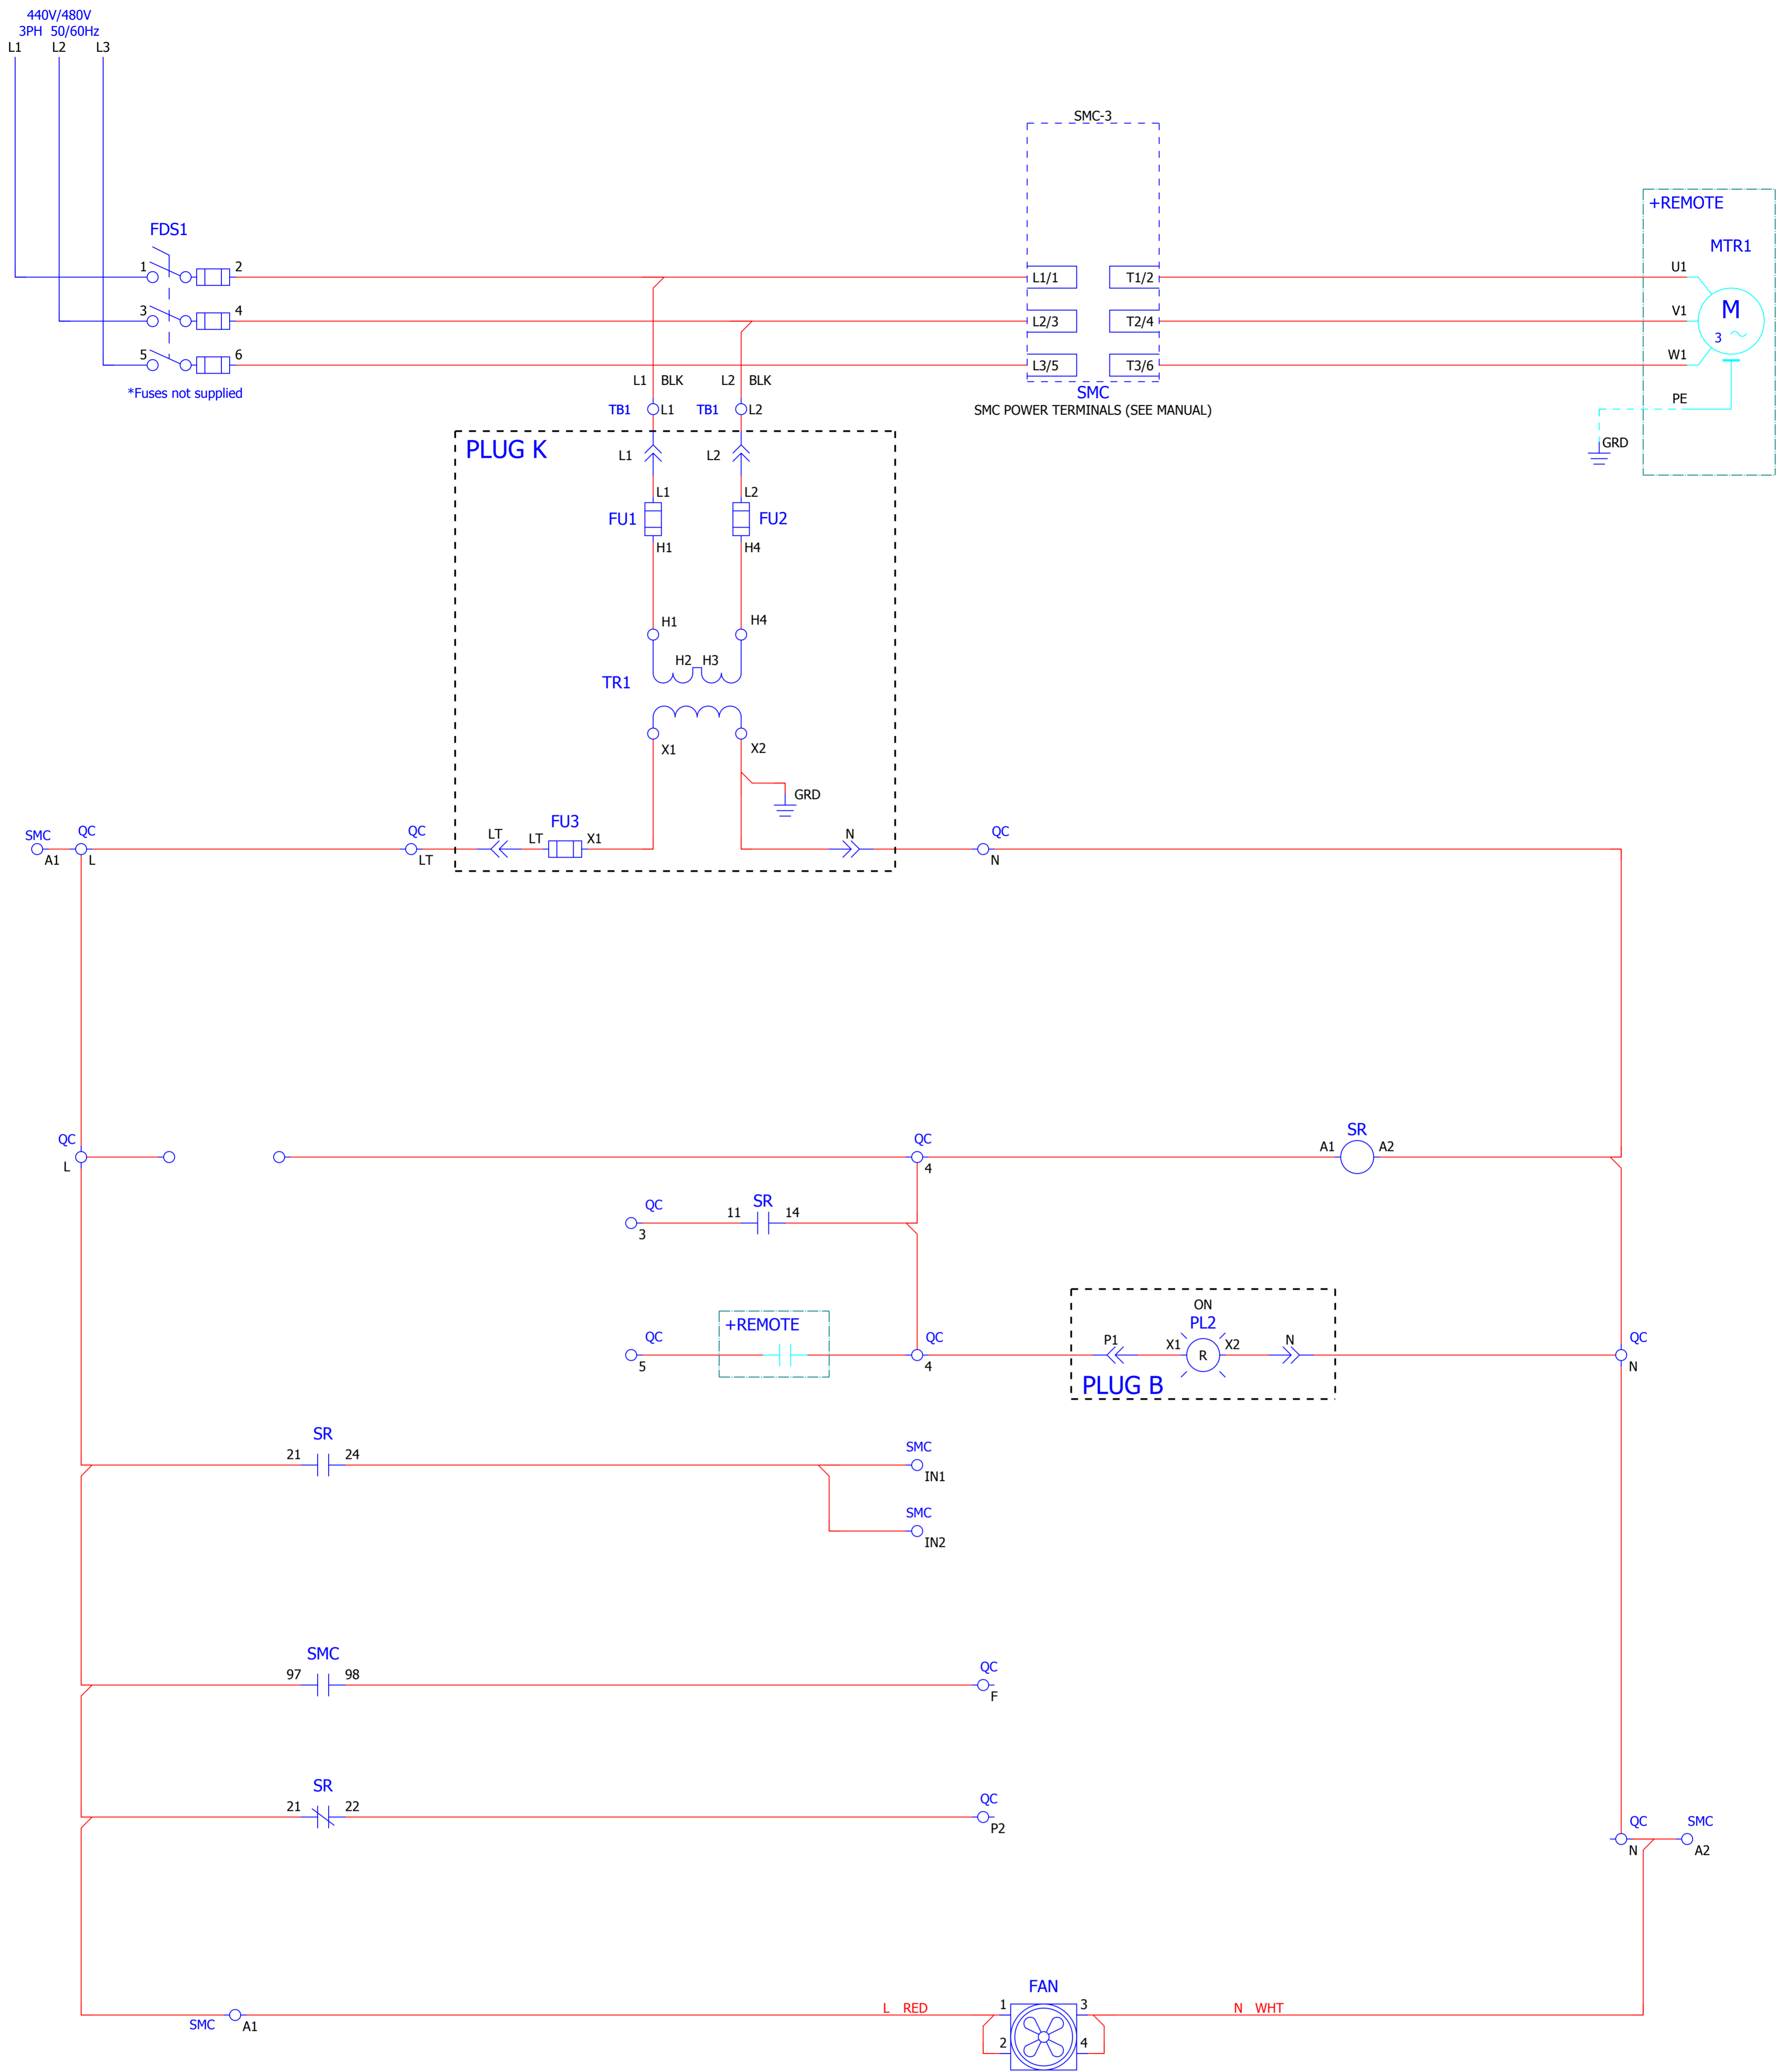 440V/480V
3PH 50/60Hz
L1 L2 L3
SMC-3
+REMOTE
FDS1
MTR1
1 2 L1/1 T1/2 U1
3 4 L2/3 T2/4 V1 M
3
5 6 L3/5 T3/6 W1
*Fuses not supplied
L1 BLK L2 BLK
SMC
PE
TB1 L1 TB1 L2
SMC POWER TERMINALS (SEE MANUAL)
GRD
PLUG K
L1 L2
L1 L2
FU1 FU2
H1 H4
H1 H4
H2 H3
TR1
X1 X2
GRD
FU3
SMC QC QC LT LT X1 N QC
A1 L LT N
QC QC SR
A1 A2
L 4
QC SR
11 14
3
ON
+REMOTE PL2
QC QC P1 X1 R X2 N QC
5 4 N
PLUG B
SR SMC
21 24
IN1
SMC
IN2
SMC QC
97 98
F
SR QC
21 22
P2
QC SMC
N A2
FAN
L RED 1 3 N WHT
SMC A1
2 4